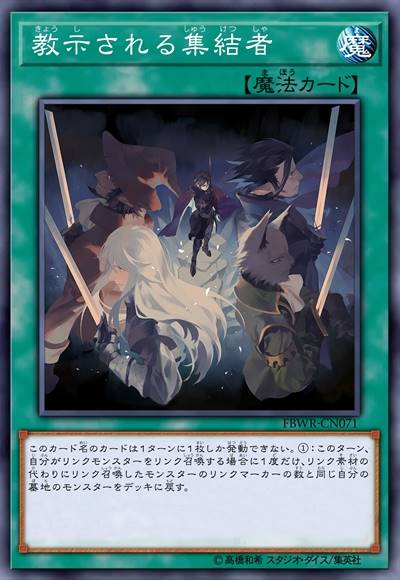 教示される集結者
魔
【魔法カード】
FBWR-CN071
このカード名のカードは1ターンに1枚しか発動できない。①:このターン、
自分がリンクモンスターをリンク召喚する場合に1度だけ、リンク素材の
代わりにリンク召喚したモンスターのリンクマーカーの数と同じ自分の
墓地のモンスターをデッキに戻す。
©高橋和希 スタジオ・ダイス/集英社